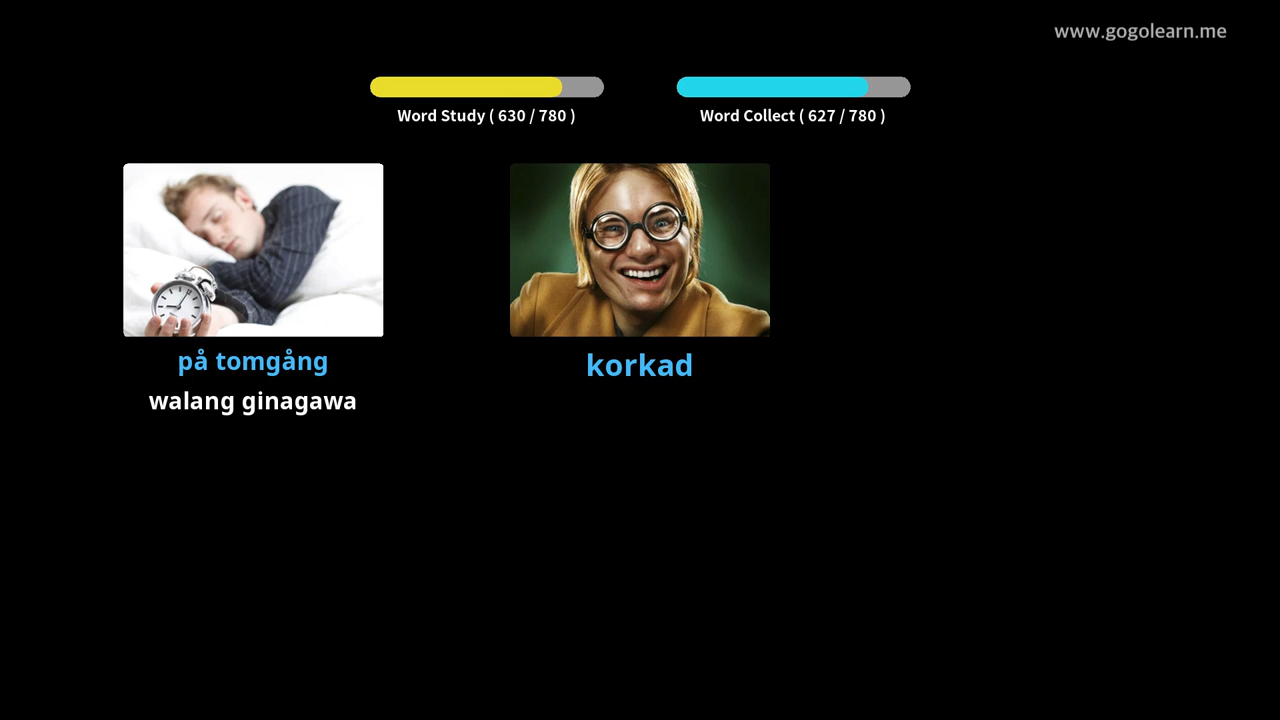 www.gogolearn.me
Word Study ( 630 / 780 )
Word Collect ( 627 / 780 )
på tomgång
walang ginagawa
korkad